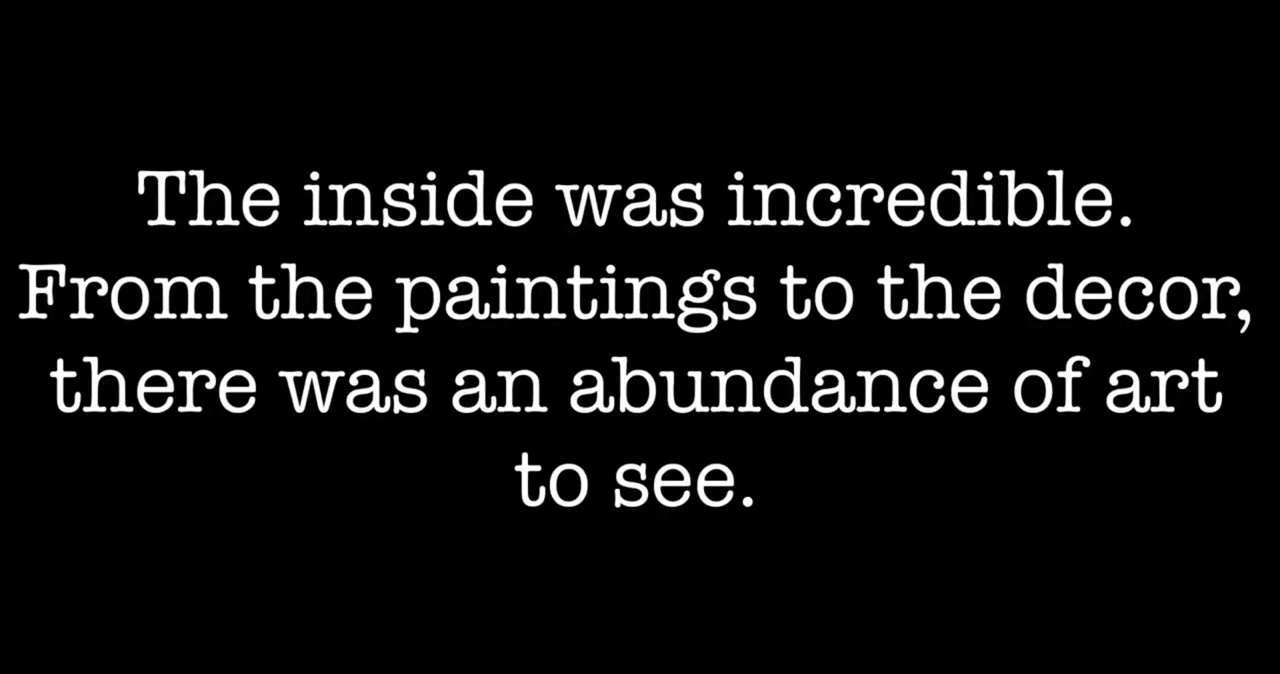 The inside was incredible.
From the paintings to the decor,
there was an abundance of art
to see.